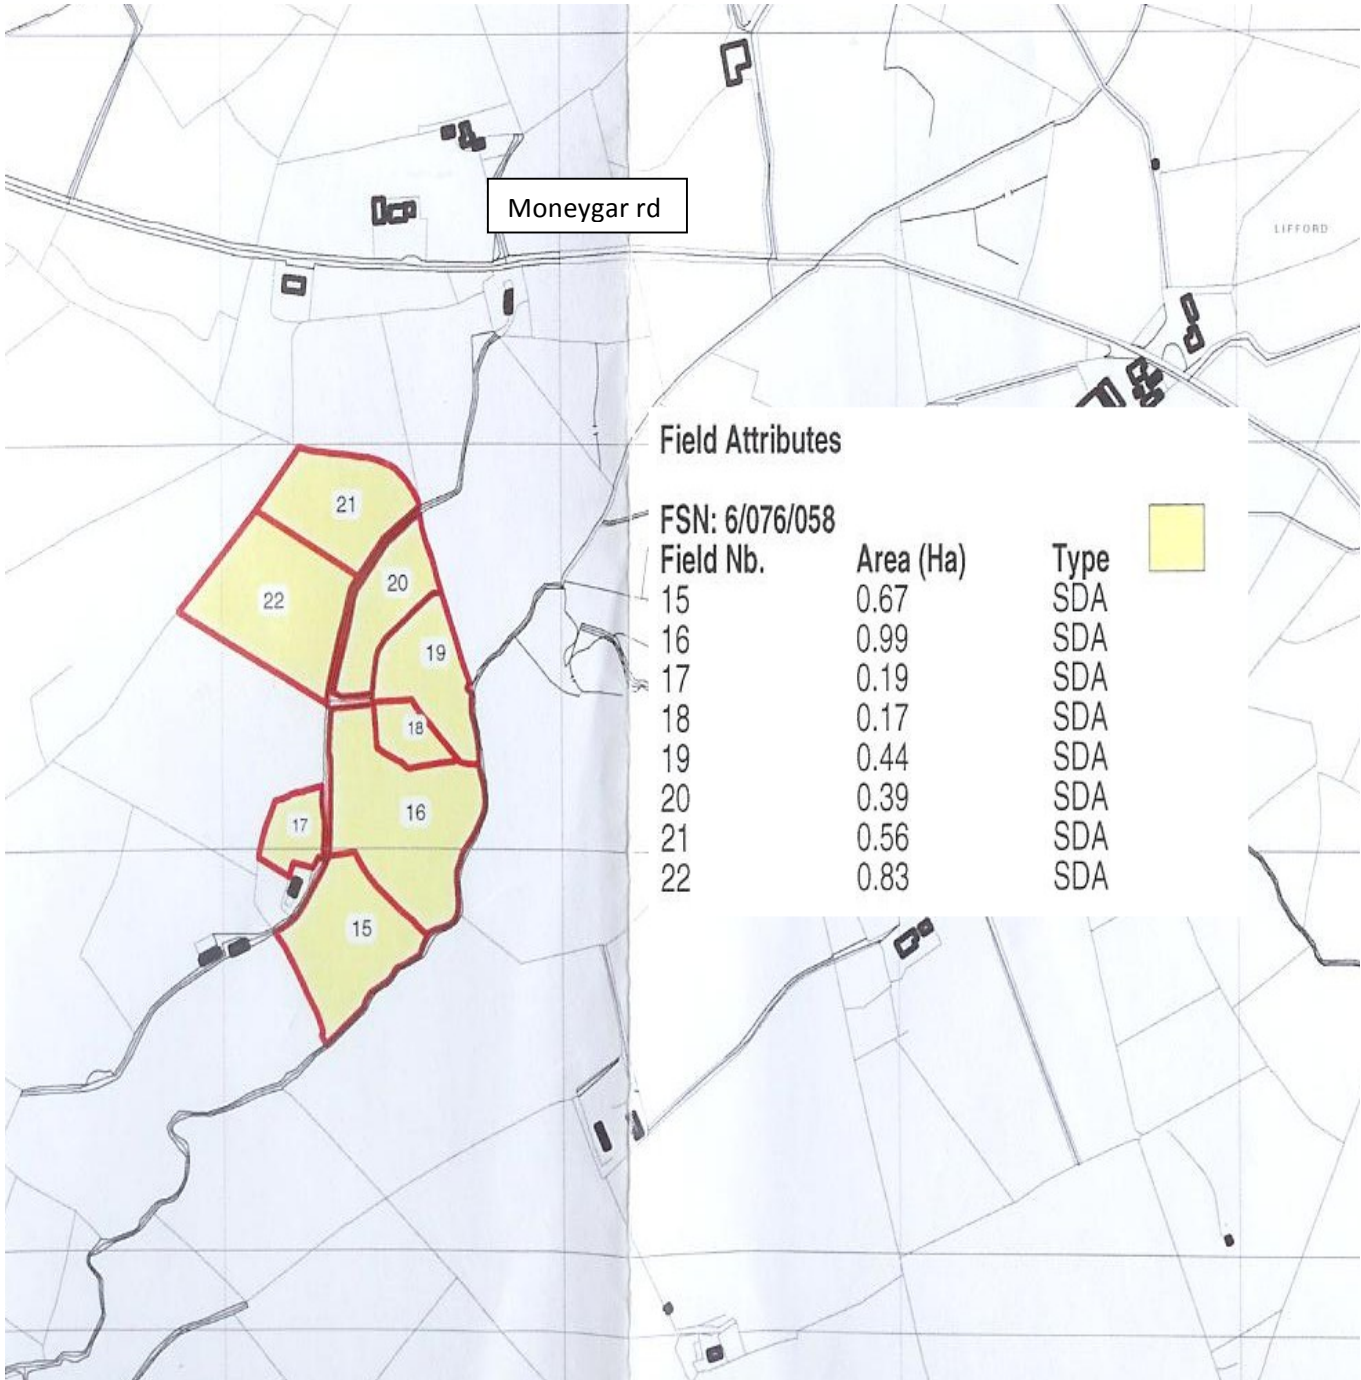 Moneygar rd
LIFFORD
Field Attributes
FSN: 6/076/058
Field Nb. Area (Ha) Type
15 0.67 SDA
16 0.99 SDA
17 0.19 SDA
18 0.17 SDA
19 0.44 SDA
20 0.39 SDA
21 0.56 SDA
22 0.83 SDA
21
20
22
19
18
16
17
15